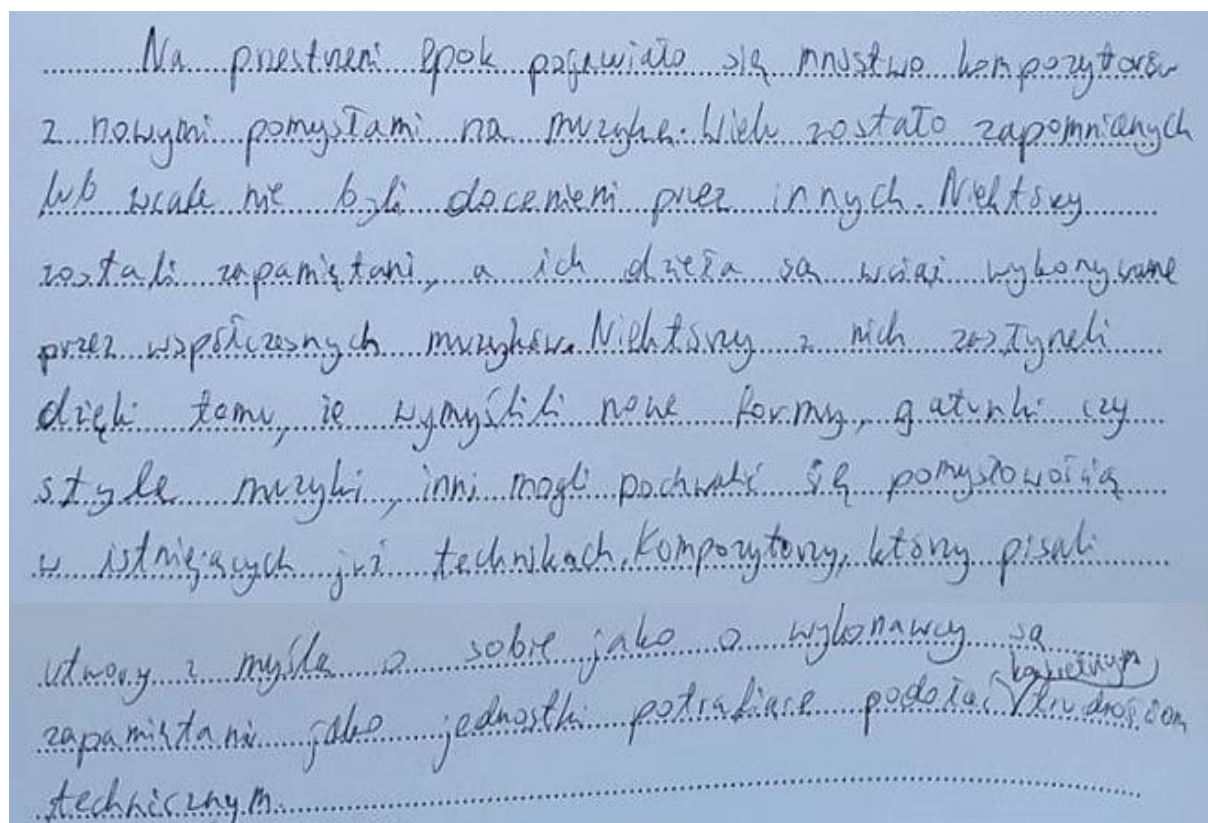 Na przestrzeni epok pojawiało się mnóstwo kompozytorów
z nowymi pomysłami na muzykę. Wielu zostało zapomnianych
lub wcale nie byli docenieni przez innych. Niektórzy
zostali zapamiętani, a ich dzieła są wciąż wykonywane
przez współczesnych muzyków. Niektórzy z nich zasłyneli
dzięki temu, że wymyślili nowe formy, gatunki czy
style muzyki, inni mogli pochwalić się pomysłowością
w istniejących już technikach. Kompozytorzy, którzy pisali
utwory z myślą o sobie jako o wykonawcy są
zapamiętani jako jednostki potrafiące podołać trudnościom
technicznym